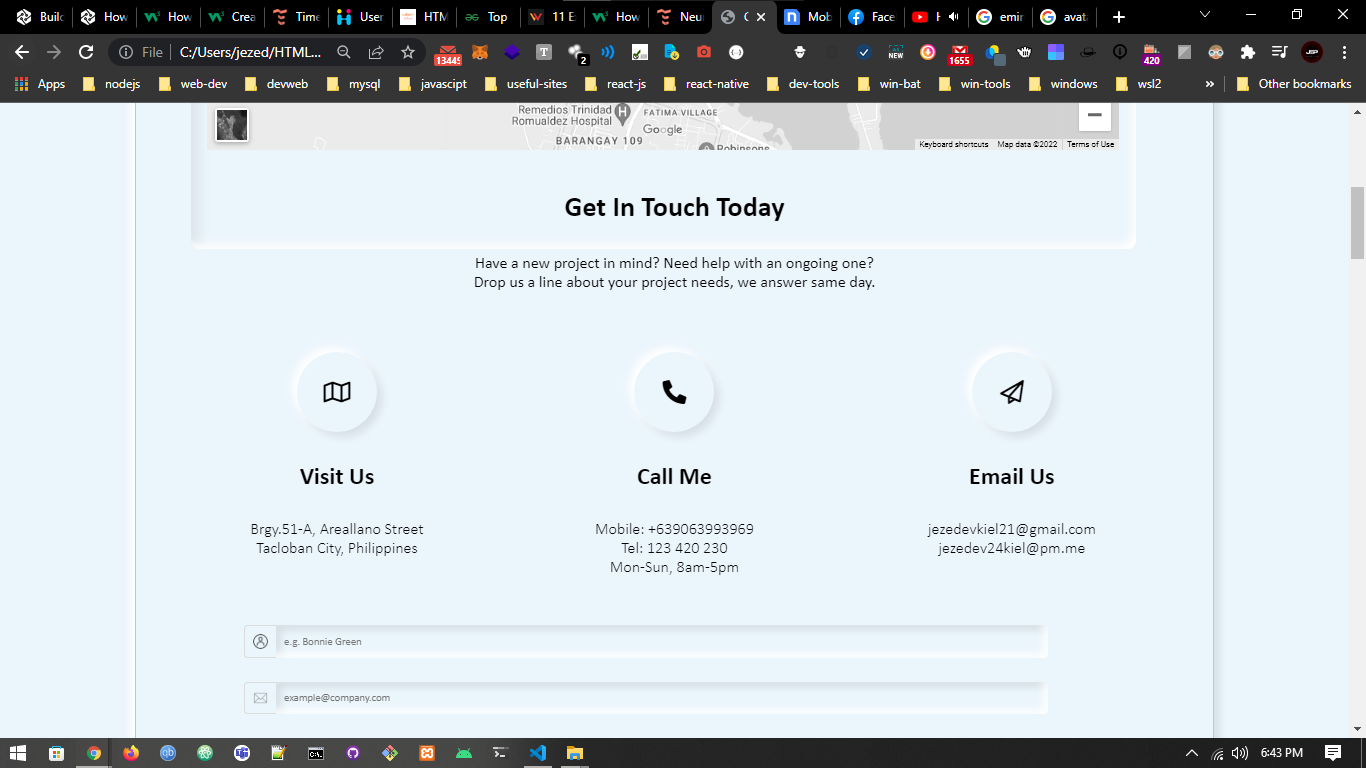 Build
How
How
Crea
Time
User
HTM
Top
11 E
How
Neu
Mob
Face
H
emir
avat
File
C:/Users/jezed/HTML...
13445
T
2
NEW
1655
420
JSP
Apps
nodejs
web-dev
devweb
mysql
javascipt
useful-sites
react-js
react-native
dev-tools
win-bat
win-tools
windows
wsl2
»
Other bookmarks
Remedios Trinidad
Romualdez Hospital
H
FATIMA VILLAGE
Google
BARANGAY 109
Robinsons
Keyboard shortcuts
Map data ©2022
Terms of Use
Get In Touch Today
Have a new project in mind? Need help with an ongoing one?
Drop us a line about your project needs, we answer same day.
Visit Us
Call Me
Email Us
Brgy.51-A, Areallano Street
Tacloban City, Philippines
Mobile: +639063993969
Tel: 123 420 230
Mon-Sun, 8am-5pm
jezedevkiel21@gmail.com
jezedev24kiel@pm.me
e.g. Bonnie Green
example@company.com
qb
6:43 PM